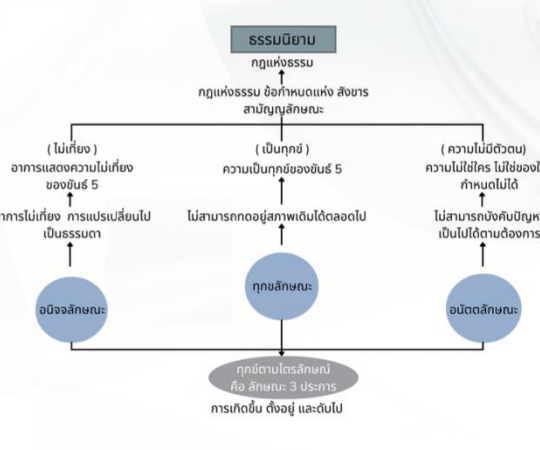 ธรรมนิยาม
กฎแห่งธรรม
กฎแห่งธรรม ข้อกำหนดแห่ง สังขาร
สามัญญลักษณะ
( ไม่เที่ยง )
อาการแสดงความไม่เที่ยง
ของขันธ์ 5
( เป็นทุกข์ )
ความเป็นทุกข์ของขันธ์ 5
( ความไม่มีตัวตน)
ความไม่ใช่ใคร ไม่ใช่ของ
กำหนดไม่ได้
าการไม่เที่ยง การแปรเปลี่ยนไป
เป็นธรรมดา
ไม่สามารถทดอยู่สภาพเดิมได้ตลอดไป
ไม่สามารถบังคับปัญห
เป็นไปได้ตามต้องการ
อนิจจลักษณะ
ทุกขลักษณะ
อนัตตลักษณะ
ทุกข์ตามไตรลักษณ์
คือ ลักษณะ 3 ประการ
การเกิดขึ้น ตั้งอยู่ และดับไป